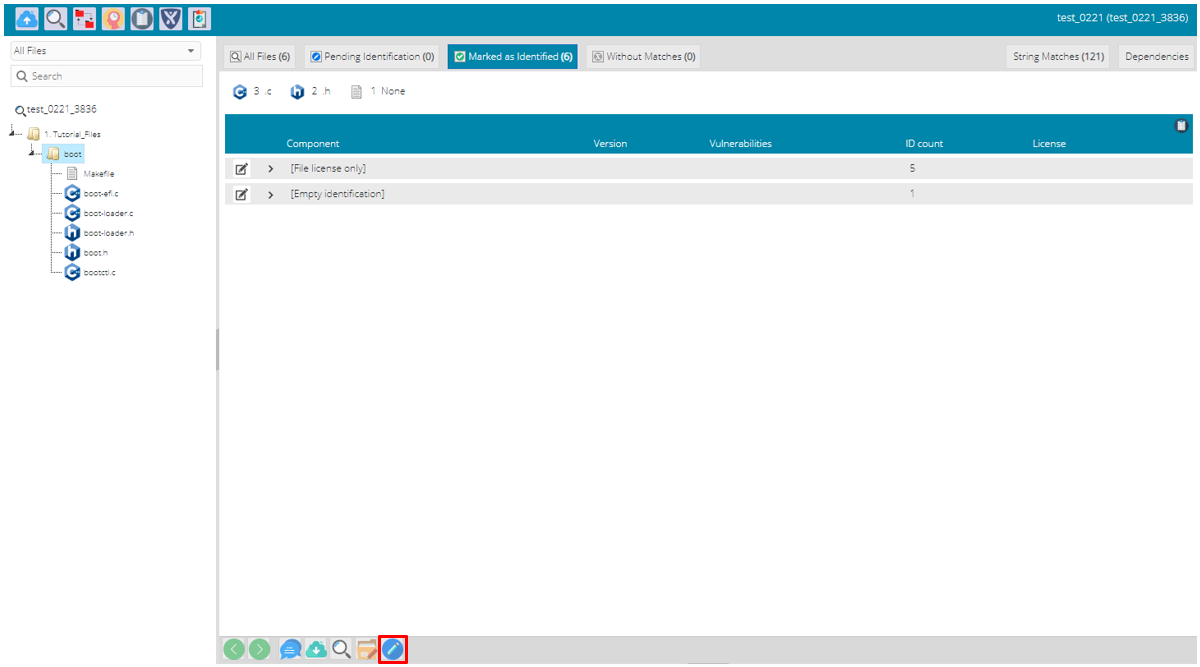 test_0221 (test_0221_3836)
All Files
All Files (6)
Pending Identification (0)
Marked as Identified (6)
Without Matches (0)
String Matches (121)
Dependencies
Search
3 .c
2 .h
1 None
test_0221_3836
1. Tutorial_Files
boot
Makefile
boot-efi.c
boot-loader.c
boot-loader.h
boot.h
bootctl.c
Component
Version
Vulnerabilities
ID count
License
[File license only]
5
[Empty identification]
1